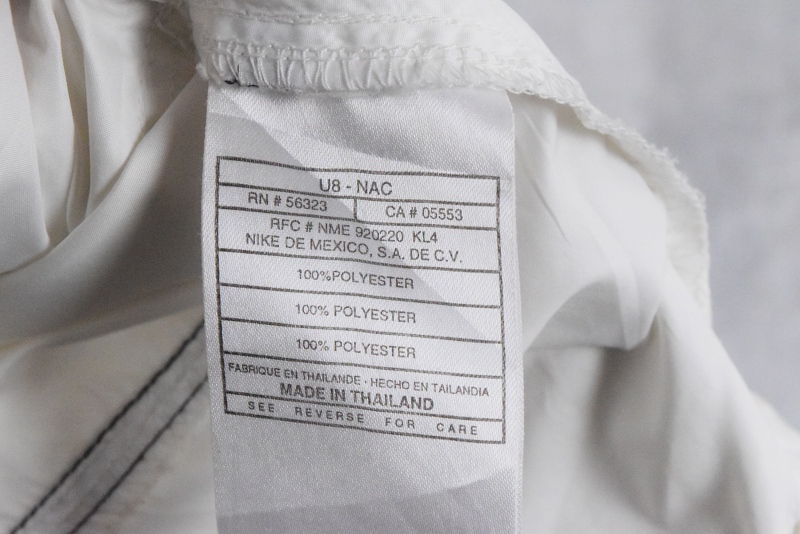 U8 - NAC
RN # 56323 CA # 05553
RFC # NME 920220 KL4
NIKE DE MEXICO, S.A. DE C.V.
100%POLYESTER
100% POLYESTER
100% POLYESTER
FABRIQUE EN THAILANDE · HECHO EN TAILANDIA
MADE IN THAILAND
SEE REVERSE FOR CARE